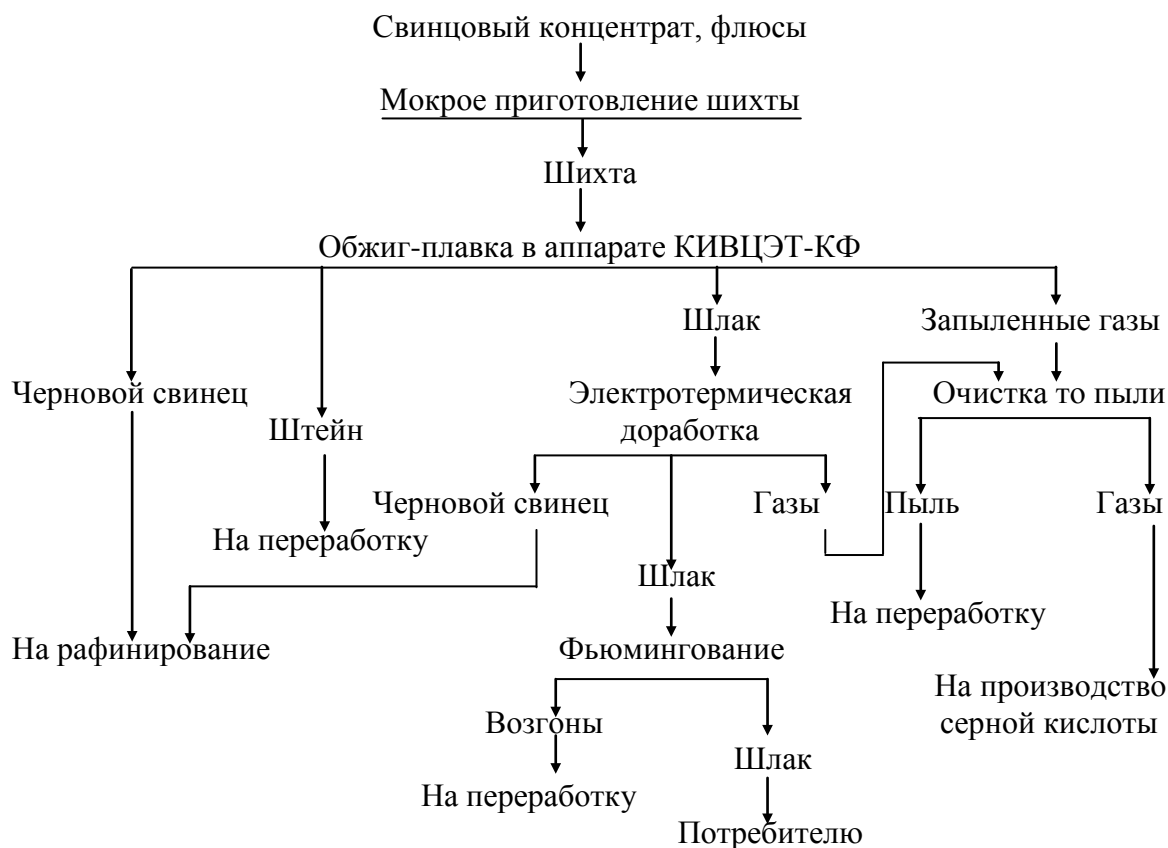 Свинцовый концентрат, флюсы
Мокрое приготовление шихты
Шихта
Обжиг-плавка в аппарате КИВЦЭТ-КФ
Шлак
Запыленные газы
Черновой свинец
Электротермическая
доработка
Очистка то пыли
Штейн
Черновой свинец
Газы
Пыль
Газы
На переработку
Шлак
На переработку
На рафинирование
Фьюмингование
На производство
серной кислоты
Возгоны
Шлак
На переработку
Потребителю